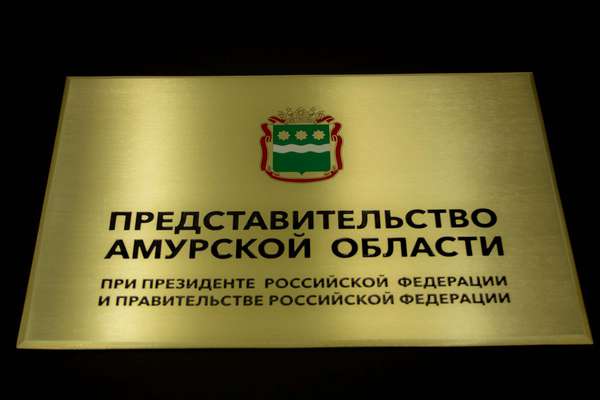 ПРЕДСТАВИТЕЛЬСТВО
АМУРСКОЙ ОБЛАСТИ
ПРИ ПРЕЗИДЕНТЕ РОССИЙСКОЙ ФЕДЕРАЦИИ
И ПРАВИТЕЛЬСТВЕ РОССИЙСКОЙ ФЕДЕРАЦИИ